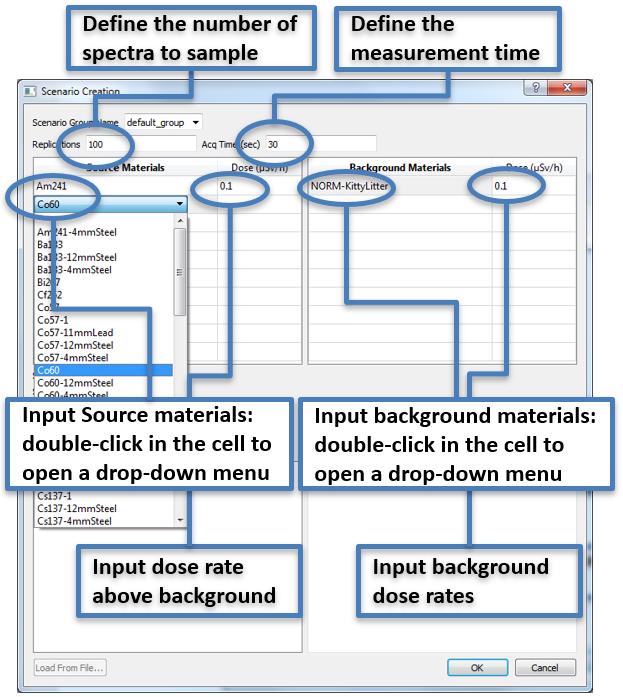 Define the number of
spectra to sample
Define the
measurement time
Scenario Creation
Scenario Group Name default_group
Replications 100 Acq Time (sec) 30
Source Materials Dose (µSv/h) Background Materials Dose (µSv/h)
Am241 0.1 NORM-KittyLitter 0.1
Co60
Am241-4mmSteel
Ba133
Ba133-12mmSteel
Ba133-4mmSteel
Bi207
Cf252
Co57
Co57-1
Co57-11mmLead
Co57-12mmSteel
Co57-4mmSteel
Co60
Co60-12mmSteel
Co60-4mmSteel
Input Source materials:
double-click in the cell to
open a drop-down menu
Input background materials:
double-click in the cell to
open a drop-down menu
Cs137-1
Cs137-12mmSteel
Cs137-4mmSteel
Input dose rate
above background
Input background
dose rates
Load From File...
OK
Cancel